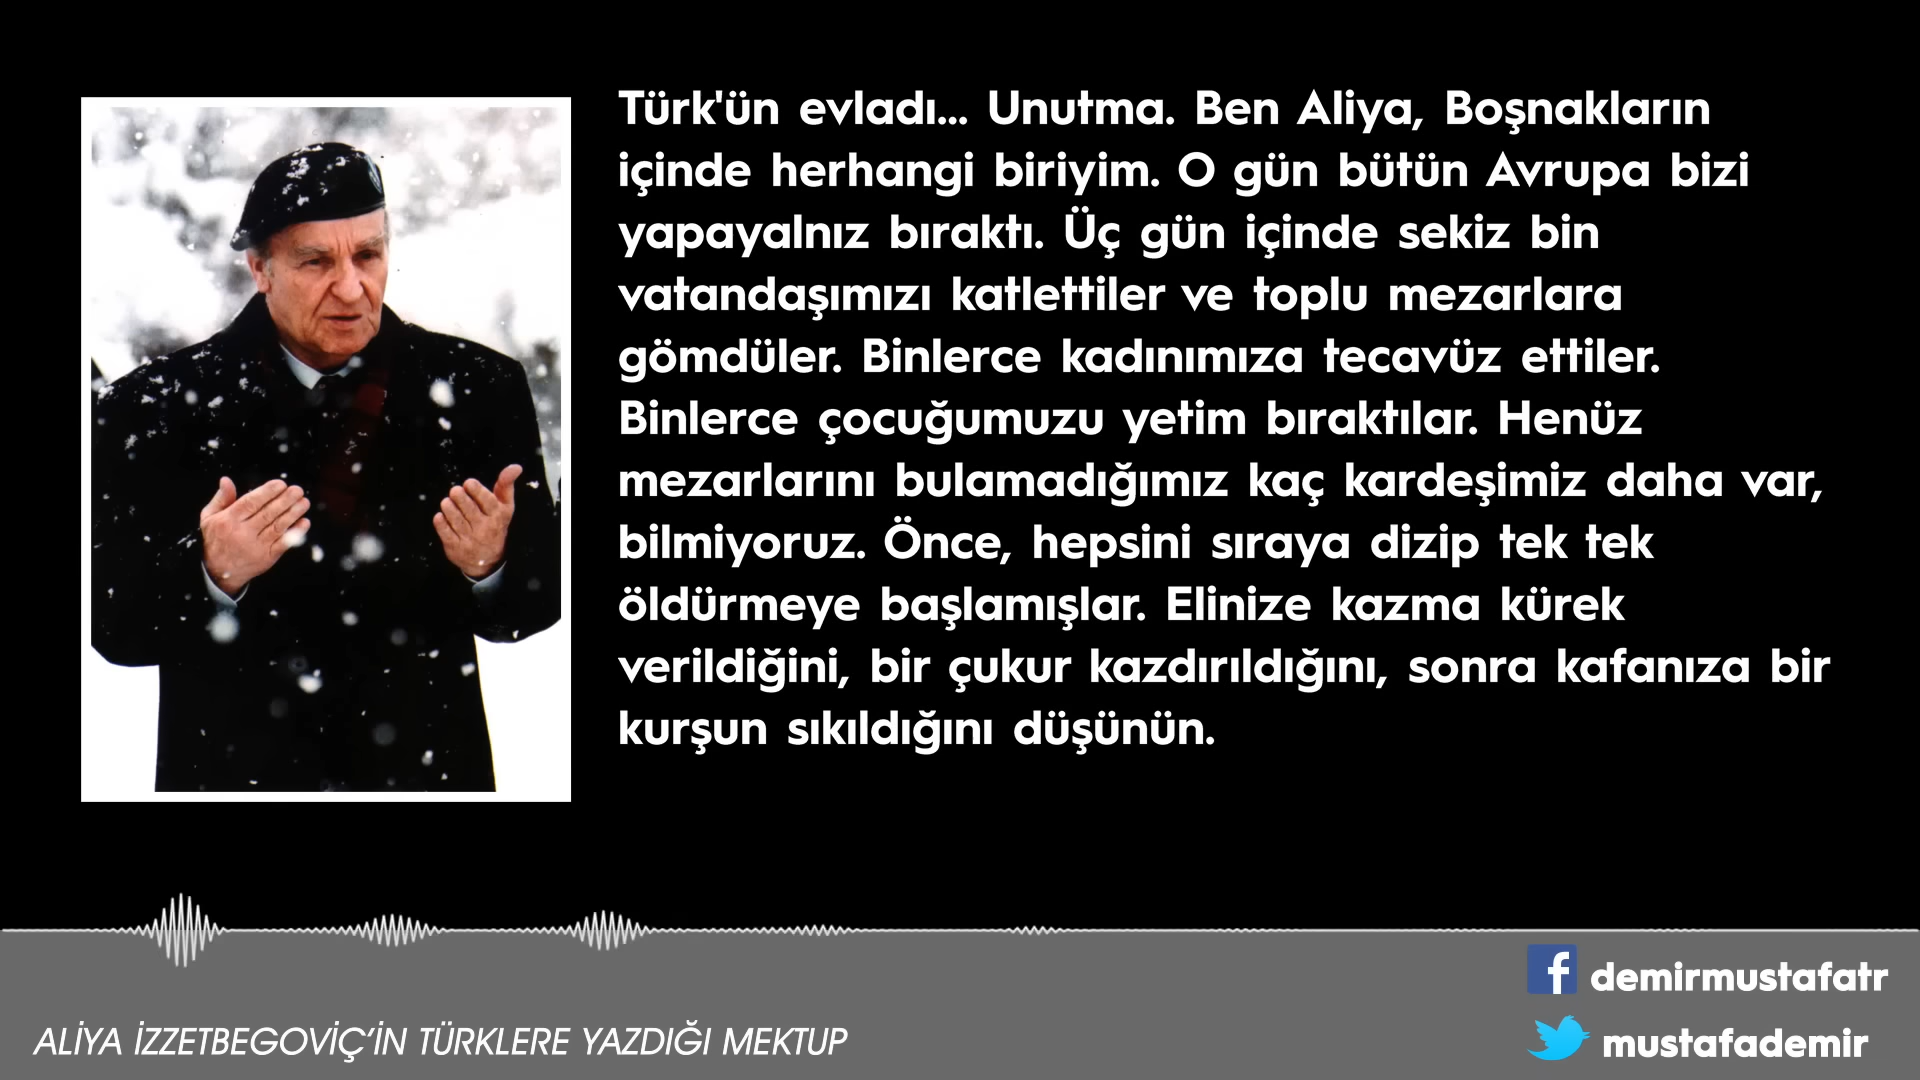 Türk'ün evladı... Unutma. Ben Aliya, Boşnakların
içinde herhangi biriyim. O gün bütün Avrupa bizi
yapayalnız bıraktı. Üç gün içinde sekiz bin
vatandaşımızı katlettiler ve toplu mezarlara
gömdüler. Binlerce kadınımıza tecavüz ettiler.
Binlerce çocuğumuzu yetim bıraktılar. Henüz
mezarlarını bulamadığımız kaç kardeşimiz daha var,
bilmiyoruz. Önce, hepsini sıraya dizip tek tek
öldürmeye başlamışlar. Elinize kazma kürek
verildiğini, bir çukur kazdırıldığını, sonra kafanıza bir
kurşun sıkıldığını düşünün.
f demirmustafatr
ALİYA İZZETBEGOVİÇ’İN TÜRKLERE YAZDIĞI MEKTUP
mustafademir